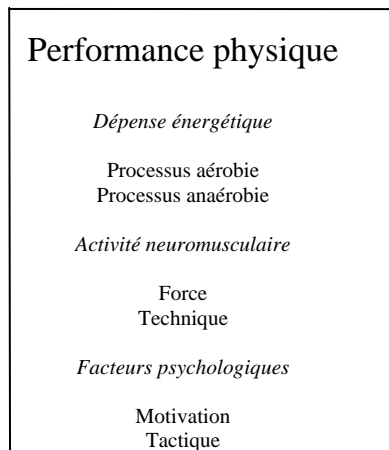 Performance physique
Dépense énergétique
Processus aérobie
Processus anaérobie
Activité neuromusculaire
Force
Technique
Facteurs psychologiques
Motivation
Tactique